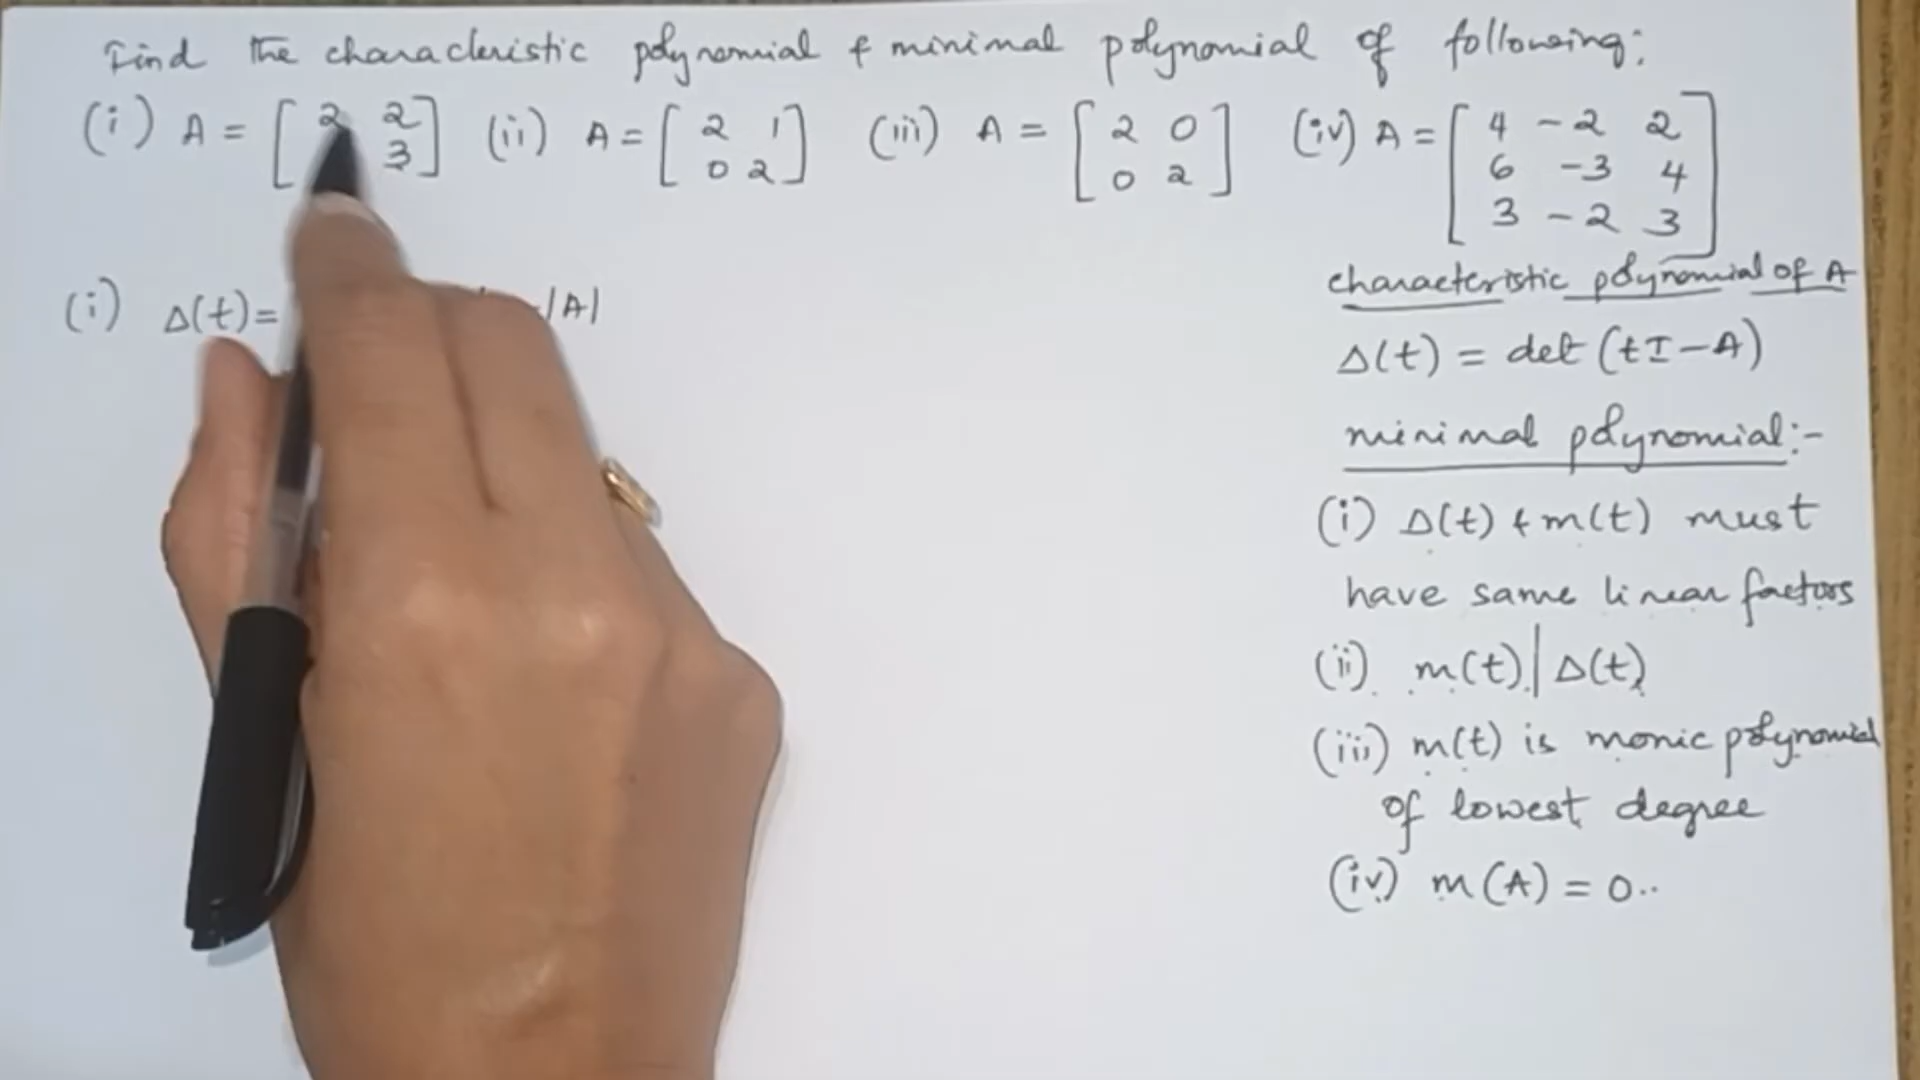 Find the characteristic polynomial & minimal polynomial of following:
(i) A = [ 2 2 (ii) A = [ 2 1 (iii) A = [ 2 0 (iv) A = [ 4 -2 2
3 ] 0 2 ] 0 2 ] 6 -3 4
3 -2 3 ]
characteristic polynomial of A
(i) Δ(t) = |A|
Δ(t) = det (tI - A)
minimal polynomial:-
(i) Δ(t) & m(t) must
have same linear factors
(ii) m(t) | Δ(t)
(iii) m(t) is monic polynomial
of lowest degree
(iv) m(A) = 0..